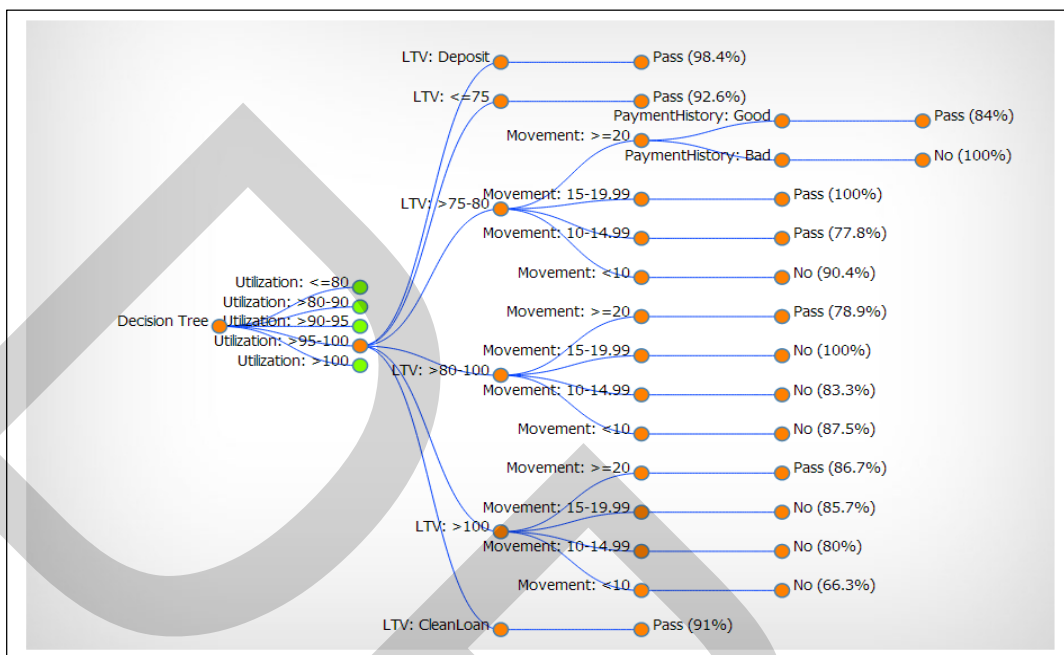 LTV: Deposit Pass (98.4%)
LTV: <=75 Pass (92.6%)
PaymentHistory: Good Pass (84%)
Movement: >=20
PaymentHistory: Bad No (100%)
Movement: 15-19.99 Pass (100%)
LTV: >75-80
Movement: 10-14.99 Pass (77.8%)
Movement: <10 No (90.4%)
Utilization: <=80
Utilization: >80-90
Movement: >=20 Pass (78.9%)
Decision Tree Utilization: >90-95
Utilization: >95-100
Movement: 15-19.99 No (100%)
Utilization: >100
LTV: >80-100
Movement: 10-14.99 No (83.3%)
Movement: <10 No (87.5%)
Movement: >=20 Pass (86.7%)
Movement: 15-19.99 No (85.7%)
LTV: >100
Movement: 10-14.99 No (80%)
Movement: <10 No (66.3%)
LTV: CleanLoan Pass (91%)